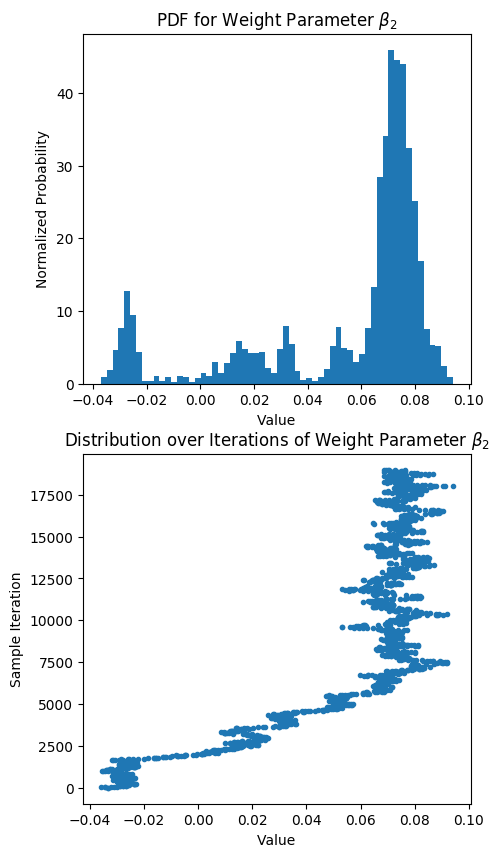 PDF for Weight Parameter β₂
Normalized Probability
40
30
20
10
0
−0.04 −0.02 0.00 0.02 0.04 0.06 0.08 0.10
Value
Distribution over Iterations of Weight Parameter β₂
Sample Iteration
17500
15000
12500
10000
7500
5000
2500
0
−0.04 −0.02 0.00 0.02 0.04 0.06 0.08 0.10
Value